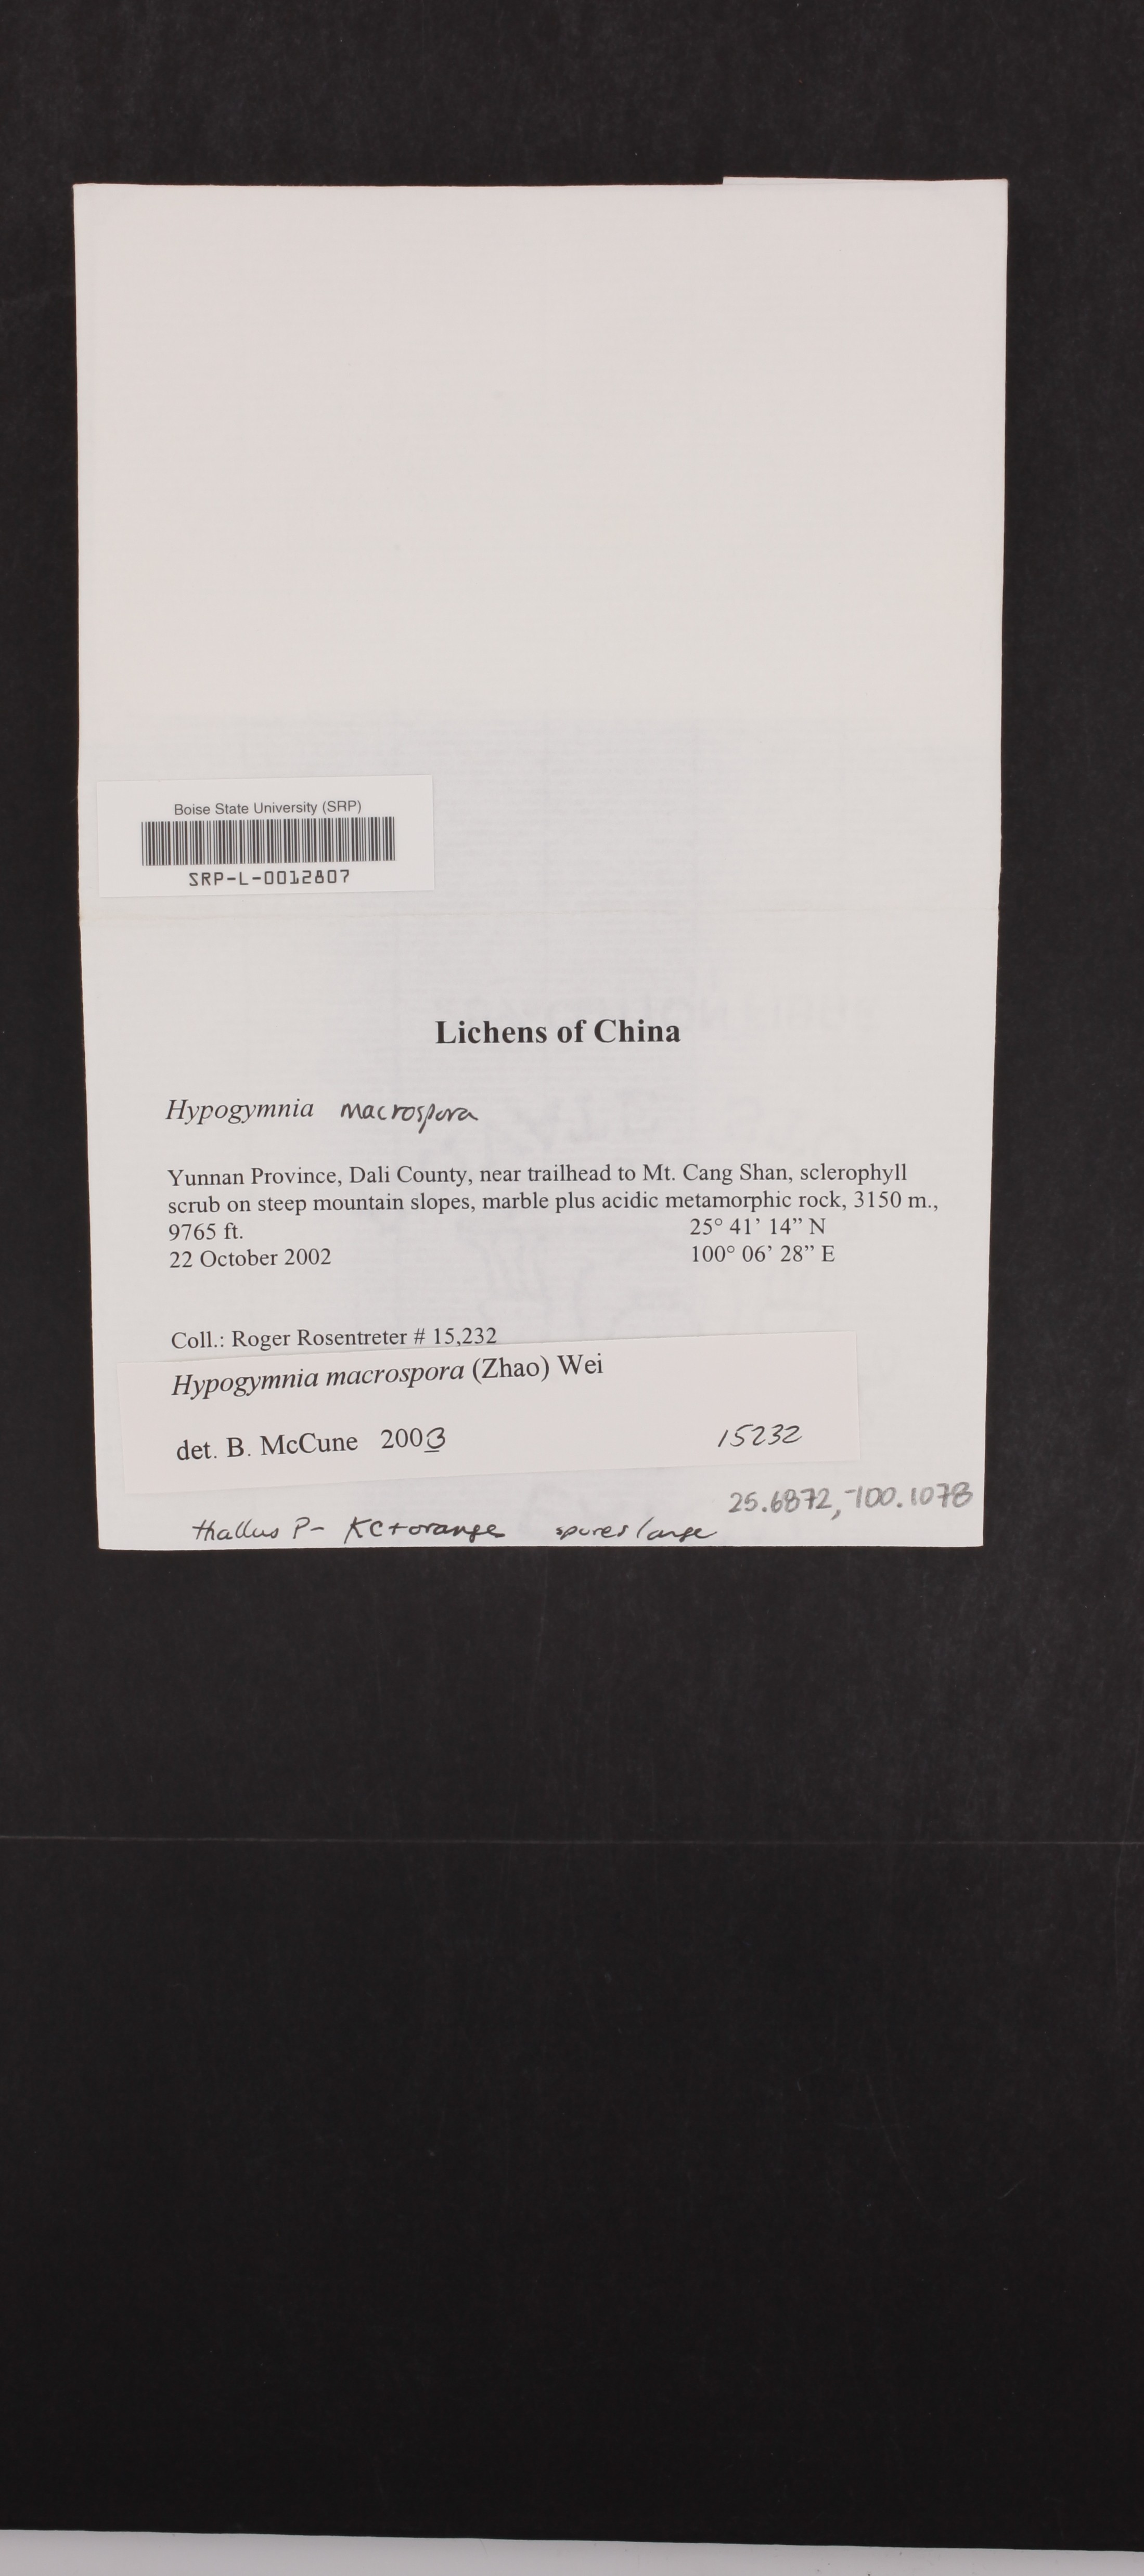 Boise State University (SRP)
SRP-L-0012807
Lichens of China
Hypogymnia macrospora
Yunnan Province, Dali County, near trailhead to Mt. Cang Shan, sclerophyll
scrub on steep mountain slopes, marble plus acidic metamorphic rock, 3150 m.,
9765 ft. 25° 41’ 14” N
22 October 2002 100° 06’ 28” E
Coll.: Roger Rosentreter # 15,232
Hypogymnia macrospora (Zhao) Wei
det. B. McCune 2003 15232
25.6872,-100.1078
thallus P- KC+orange spores large